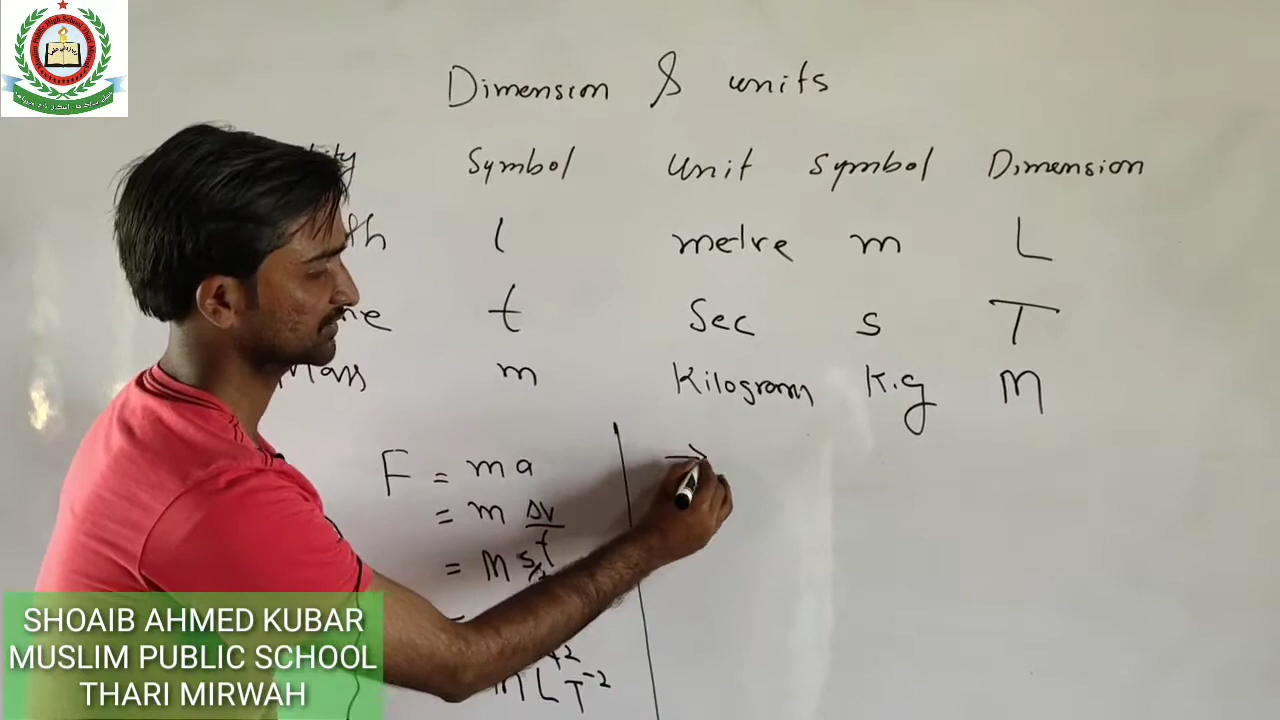 Dimension & units
Symbol Unit symbol Dimension
l metre m L
t Sec s T
Mass m Kilogram K.g M
F = ma
= m Δv/t
= m s/
=
m L T⁻²
SHOAIB AHMED KUBAR
MUSLIM PUBLIC SCHOOL
THARI MIRWAH